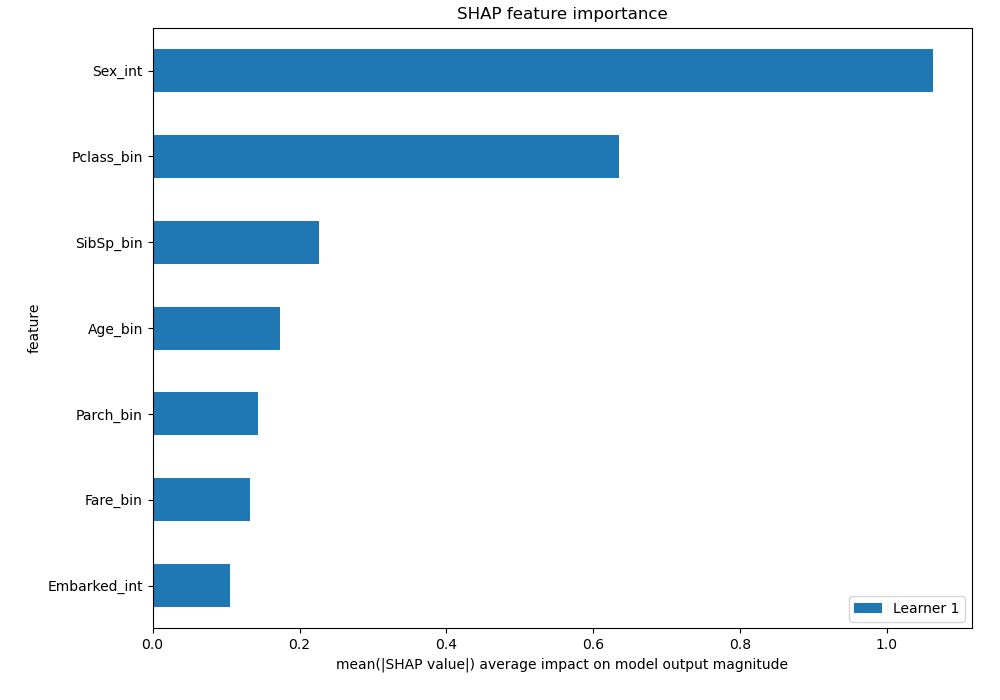 SHAP feature importance
Sex_int
Pclass_bin
SibSp_bin
Age_bin
Parch_bin
Fare_bin
Embarked_int
feature
Learner 1
0.0 0.2 0.4 0.6 0.8 1.0
mean(|SHAP value|) average impact on model output magnitude